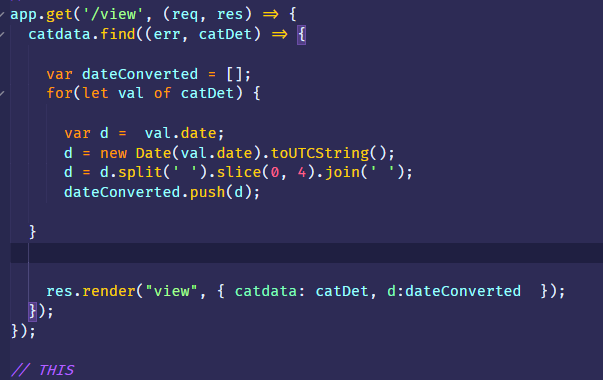 app.get('/view', (req, res) => {
  catdata.find((err, catDet) => {
    var dateConverted = [];
    for(let val of catDet) {
      var d =  val.date;
      d = new Date(val.date).toUTCString();
      d = d.split(' ').slice(0, 4).join(' ');
      dateConverted.push(d);
    }
    res.render("view", { catdata: catDet, d:dateConverted  });
  });
});
// THIS